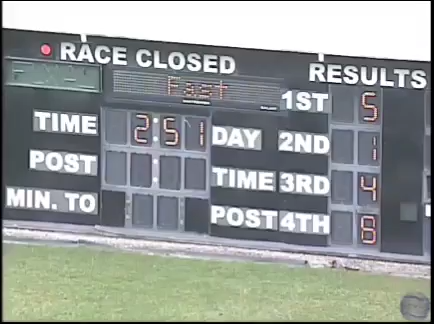 RACE CLOSED
RESULTS
Fast
1ST 5
TIME 2:51 DAY 2ND 1
POST : TIME 3RD 4
MIN. TO POST 4TH 8